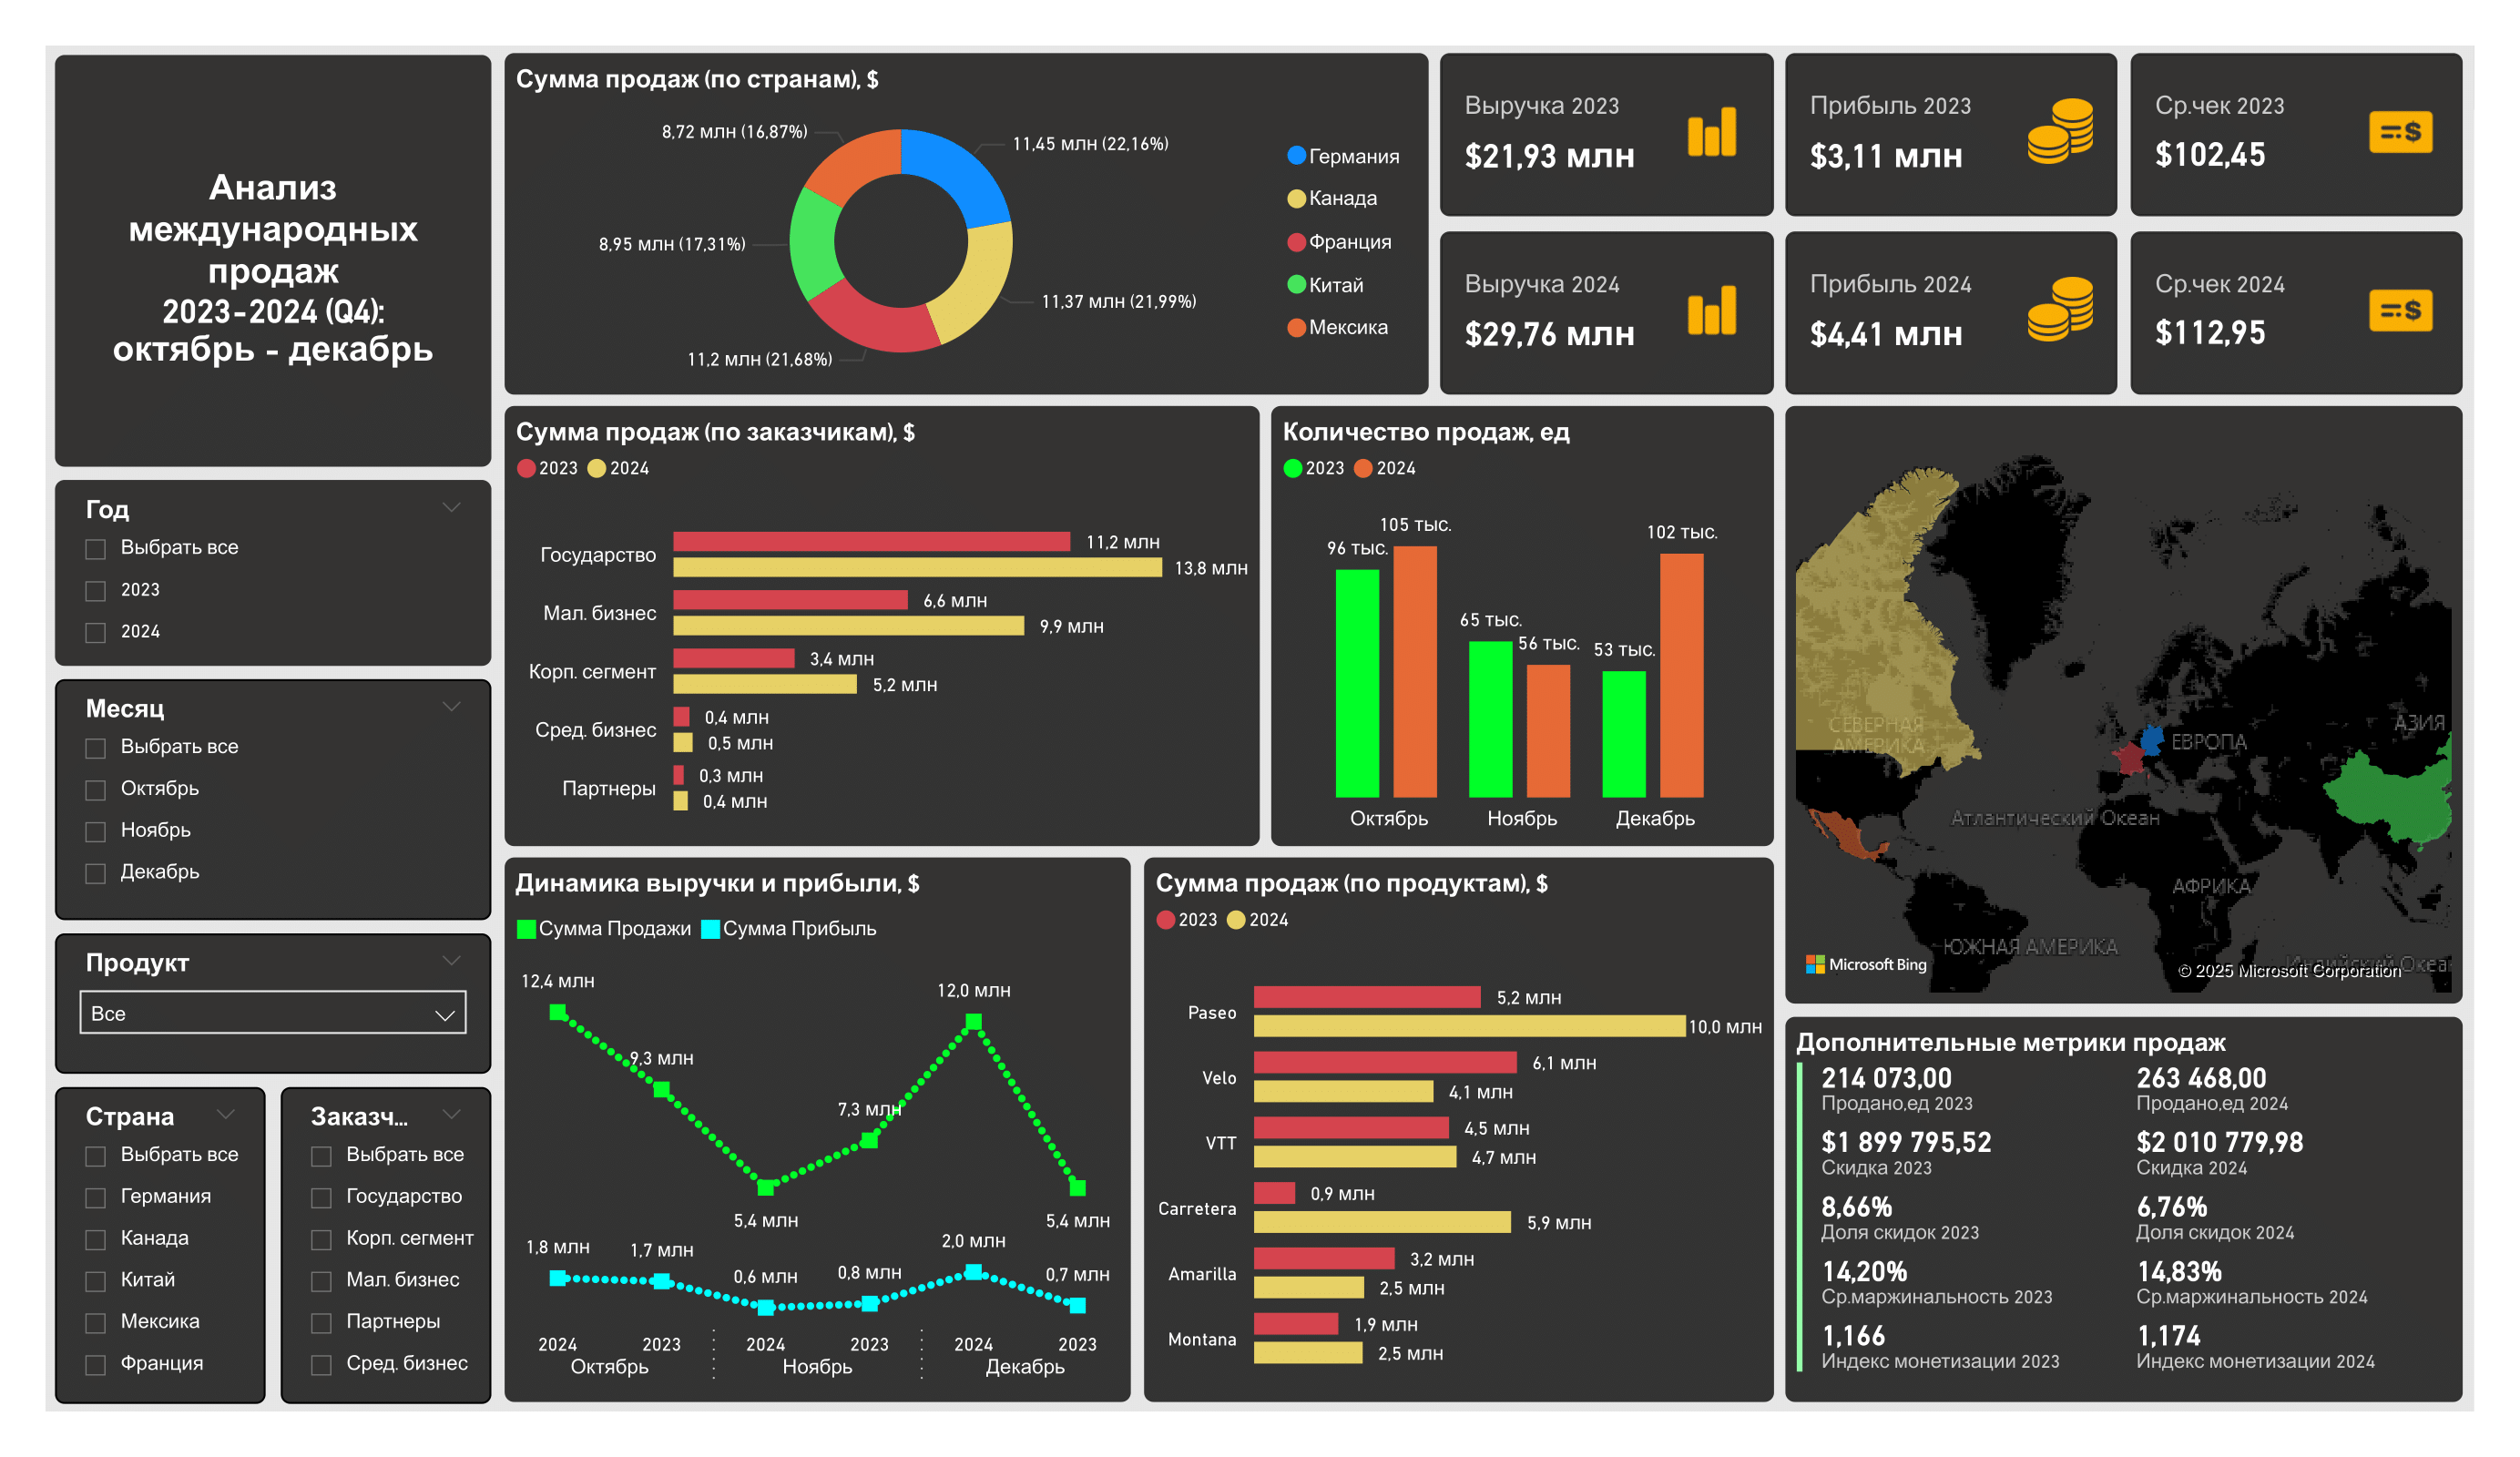 Анализ
международных
продаж
2023-2024 (Q4):
октябрь - декабрь
Год
Выбрать все
2023
2024
Месяц
Выбрать все
Октябрь
Ноябрь
Декабрь
Продукт
Все
Страна
Выбрать все
Германия
Канада
Китай
Мексика
Франция
Заказч...
Выбрать все
Государство
Корп. сегмент
Мал. бизнес
Партнеры
Сред. бизнес
Сумма продаж (по странам), $
8,72 млн (16,87%)
11,45 млн (22,16%)
8,95 млн (17,31%)
11,37 млн (21,99%)
11,2 млн (21,68%)
Германия
Канада
Франция
Китай
Мексика
Выручка 2023
$21,93 млн
Прибыль 2023
$3,11 млн
Ср.чек 2023
$102,45
Выручка 2024
$29,76 млн
Прибыль 2024
$4,41 млн
Ср.чек 2024
$112,95
Сумма продаж (по заказчикам), $
2023 2024
Государство
11,2 млн
13,8 млн
Мал. бизнес
6,6 млн
9,9 млн
Корп. сегмент
3,4 млн
5,2 млн
Сред. бизнес
0,4 млн
0,5 млн
Партнеры
0,3 млн
0,4 млн
Количество продаж, ед
2023 2024
96 тыс.
105 тыс.
65 тыс.
56 тыс.
53 тыс.
102 тыс.
Октябрь Ноябрь Декабрь
СЕВЕРНАЯ
АМЕРИКА
ЕВРОПА
АЗИЯ
Атлантический Океан
АФРИКА
ЮЖНАЯ АМЕРИКА
Microsoft Bing
© 2025 Microsoft Corporation
Динамика выручки и прибыли, $
Сумма Продажи Сумма Прибыль
12,4 млн
9,3 млн
5,4 млн
7,3 млн
12,0 млн
5,4 млн
1,8 млн
1,7 млн
0,6 млн
0,8 млн
2,0 млн
0,7 млн
2024 2023 2024 2023 2024 2023
Октябрь Ноябрь Декабрь
Сумма продаж (по продуктам), $
2023 2024
Paseo
5,2 млн
10,0 млн
Velo
6,1 млн
4,1 млн
VTT
4,5 млн
4,7 млн
Carretera
0,9 млн
5,9 млн
Amarilla
3,2 млн
2,5 млн
Montana
1,9 млн
2,5 млн
Дополнительные метрики продаж
214 073,00 263 468,00
Продано,ед 2023 Продано,ед 2024
$1 899 795,52 $2 010 779,98
Скидка 2023 Скидка 2024
8,66% 6,76%
Доля скидок 2023 Доля скидок 2024
14,20% 14,83%
Ср.маржинальность 2023 Ср.маржинальность 2024
1,166 1,174
Индекс монетизации 2023 Индекс монетизации 2024